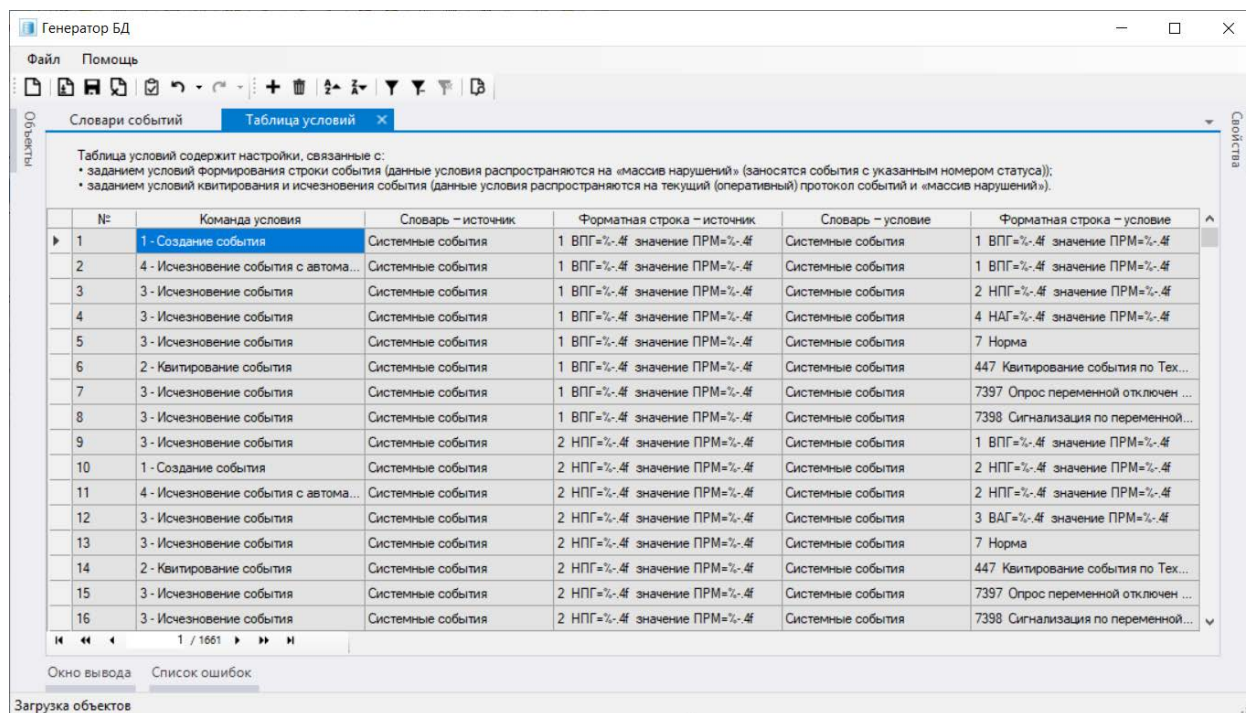 Генератор БД
Файл Помощь
Объекты
Словари событий Таблица условий
Свойства
Таблица условий содержит настройки, связанные с:
• заданием условий формирования строки события (данные условия распространяются на «массив нарушений» (заносятся события с указанным номером статуса));
• заданием условий квитирования и исчезновения события (данные условия распространяются на текущий (оперативный) протокол событий и «массив нарушений»).
№ Команда условия Словарь – источник Форматная строка – источник Словарь – условие Форматная строка – условие
1 1 - Создание события Системные события 1 ВПГ=%-.4f значение ПРМ=%-.4f Системные события 1 ВПГ=%-.4f значение ПРМ=%-.4f
2 4 - Исчезновение события с автома... Системные события 1 ВПГ=%-.4f значение ПРМ=%-.4f Системные события 1 ВПГ=%-.4f значение ПРМ=%-.4f
3 3 - Исчезновение события Системные события 1 ВПГ=%-.4f значение ПРМ=%-.4f Системные события 2 НПГ=%-.4f значение ПРМ=%-.4f
4 3 - Исчезновение события Системные события 1 ВПГ=%-.4f значение ПРМ=%-.4f Системные события 4 НАГ=%-.4f значение ПРМ=%-.4f
5 3 - Исчезновение события Системные события 1 ВПГ=%-.4f значение ПРМ=%-.4f Системные события 7 Норма
6 2 - Квитирование события Системные события 1 ВПГ=%-.4f значение ПРМ=%-.4f Системные события 447 Квитирование события по Тех...
7 3 - Исчезновение события Системные события 1 ВПГ=%-.4f значение ПРМ=%-.4f Системные события 7397 Опрос переменной отключен ...
8 3 - Исчезновение события Системные события 1 ВПГ=%-.4f значение ПРМ=%-.4f Системные события 7398 Сигнализация по переменной...
9 3 - Исчезновение события Системные события 2 НПГ=%-.4f значение ПРМ=%-.4f Системные события 1 ВПГ=%-.4f значение ПРМ=%-.4f
10 1 - Создание события Системные события 2 НПГ=%-.4f значение ПРМ=%-.4f Системные события 2 НПГ=%-.4f значение ПРМ=%-.4f
11 4 - Исчезновение события с автома... Системные события 2 НПГ=%-.4f значение ПРМ=%-.4f Системные события 2 НПГ=%-.4f значение ПРМ=%-.4f
12 3 - Исчезновение события Системные события 2 НПГ=%-.4f значение ПРМ=%-.4f Системные события 3 ВАГ=%-.4f значение ПРМ=%-.4f
13 3 - Исчезновение события Системные события 2 НПГ=%-.4f значение ПРМ=%-.4f Системные события 7 Норма
14 2 - Квитирование события Системные события 2 НПГ=%-.4f значение ПРМ=%-.4f Системные события 447 Квитирование события по Тех...
15 3 - Исчезновение события Системные события 2 НПГ=%-.4f значение ПРМ=%-.4f Системные события 7397 Опрос переменной отключен ...
16 3 - Исчезновение события Системные события 2 НПГ=%-.4f значение ПРМ=%-.4f Системные события 7398 Сигнализация по переменной...
1 / 1661
Окно вывода Список ошибок
Загрузка объектов